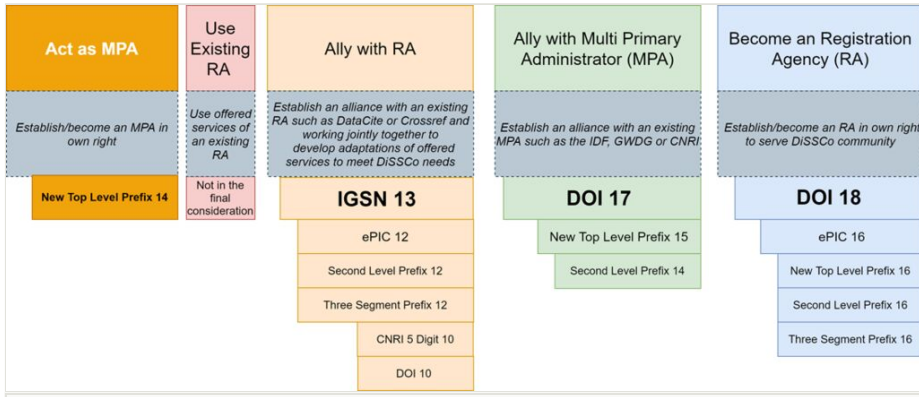 Act as MPA
Establish/become an MPA in
own right
New Top Level Prefix 14
Use
Existing
RA
Use offered
services of
an existing
RA
Not in the
final
consideration
Ally with RA
Establish an alliance with an existing
RA such as DataCite or Crossref and
working jointly together to
develop adaptations of offered
services to meet DiSSCo needs
IGSN 13
ePIC 12
Second Level Prefix 12
Three Segment Prefix 12
CNRI 5 Digit 10
DOI 10
Ally with Multi Primary
Administrator (MPA)
Establish an alliance with an existing
MPA such as the IDF, GWDG or CNRI
DOI 17
New Top Level Prefix 15
Second Level Prefix 14
Become an Registration
Agency (RA)
Establish/become an RA in own right
to serve DiSSCo community
DOI 18
ePIC 16
New Top Level Prefix 16
Second Level Prefix 16
Three Segment Prefix 16